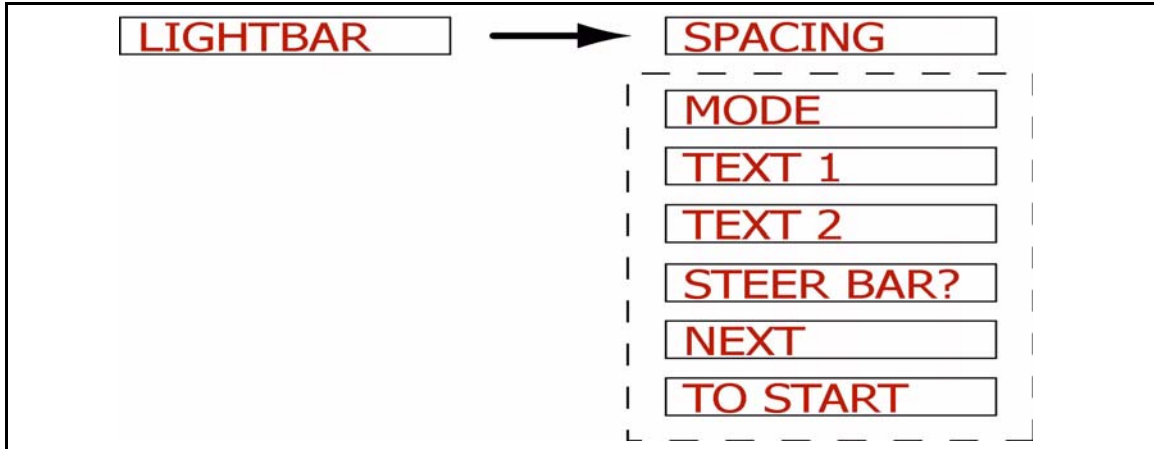 LIGHTBAR
SPACING
MODE
TEXT 1
TEXT 2
STEER BAR?
NEXT
TO START